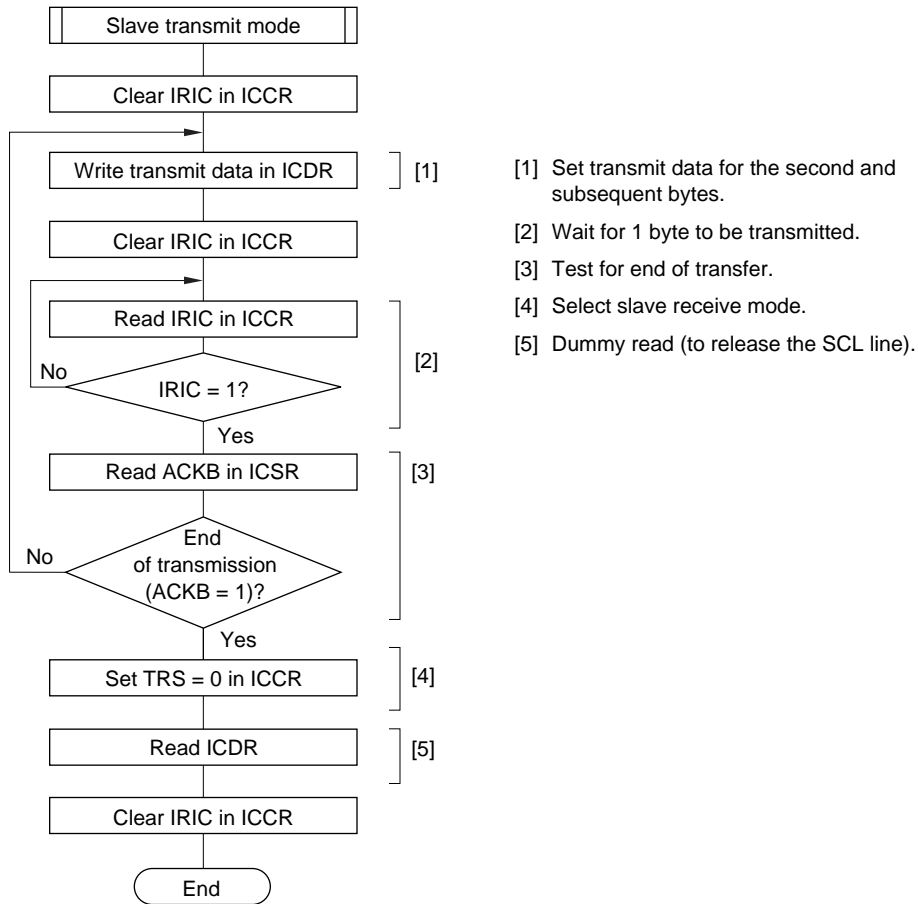 Slave transmit mode
Clear IRIC in ICCR
Write transmit data in ICDR
[1]
Clear IRIC in ICCR
Read IRIC in ICCR
[2]
No
IRIC = 1?
Yes
Read ACKB in ICSR
[3]
End
No
of transmission
(ACKB = 1)?
Yes
Set TRS = 0 in ICCR
[4]
Read ICDR
[5]
Clear IRIC in ICCR
End
[1] Set transmit data for the second and
subsequent bytes.
[2] Wait for 1 byte to be transmitted.
[3] Test for end of transfer.
[4] Select slave receive mode.
[5] Dummy read (to release the SCL line).